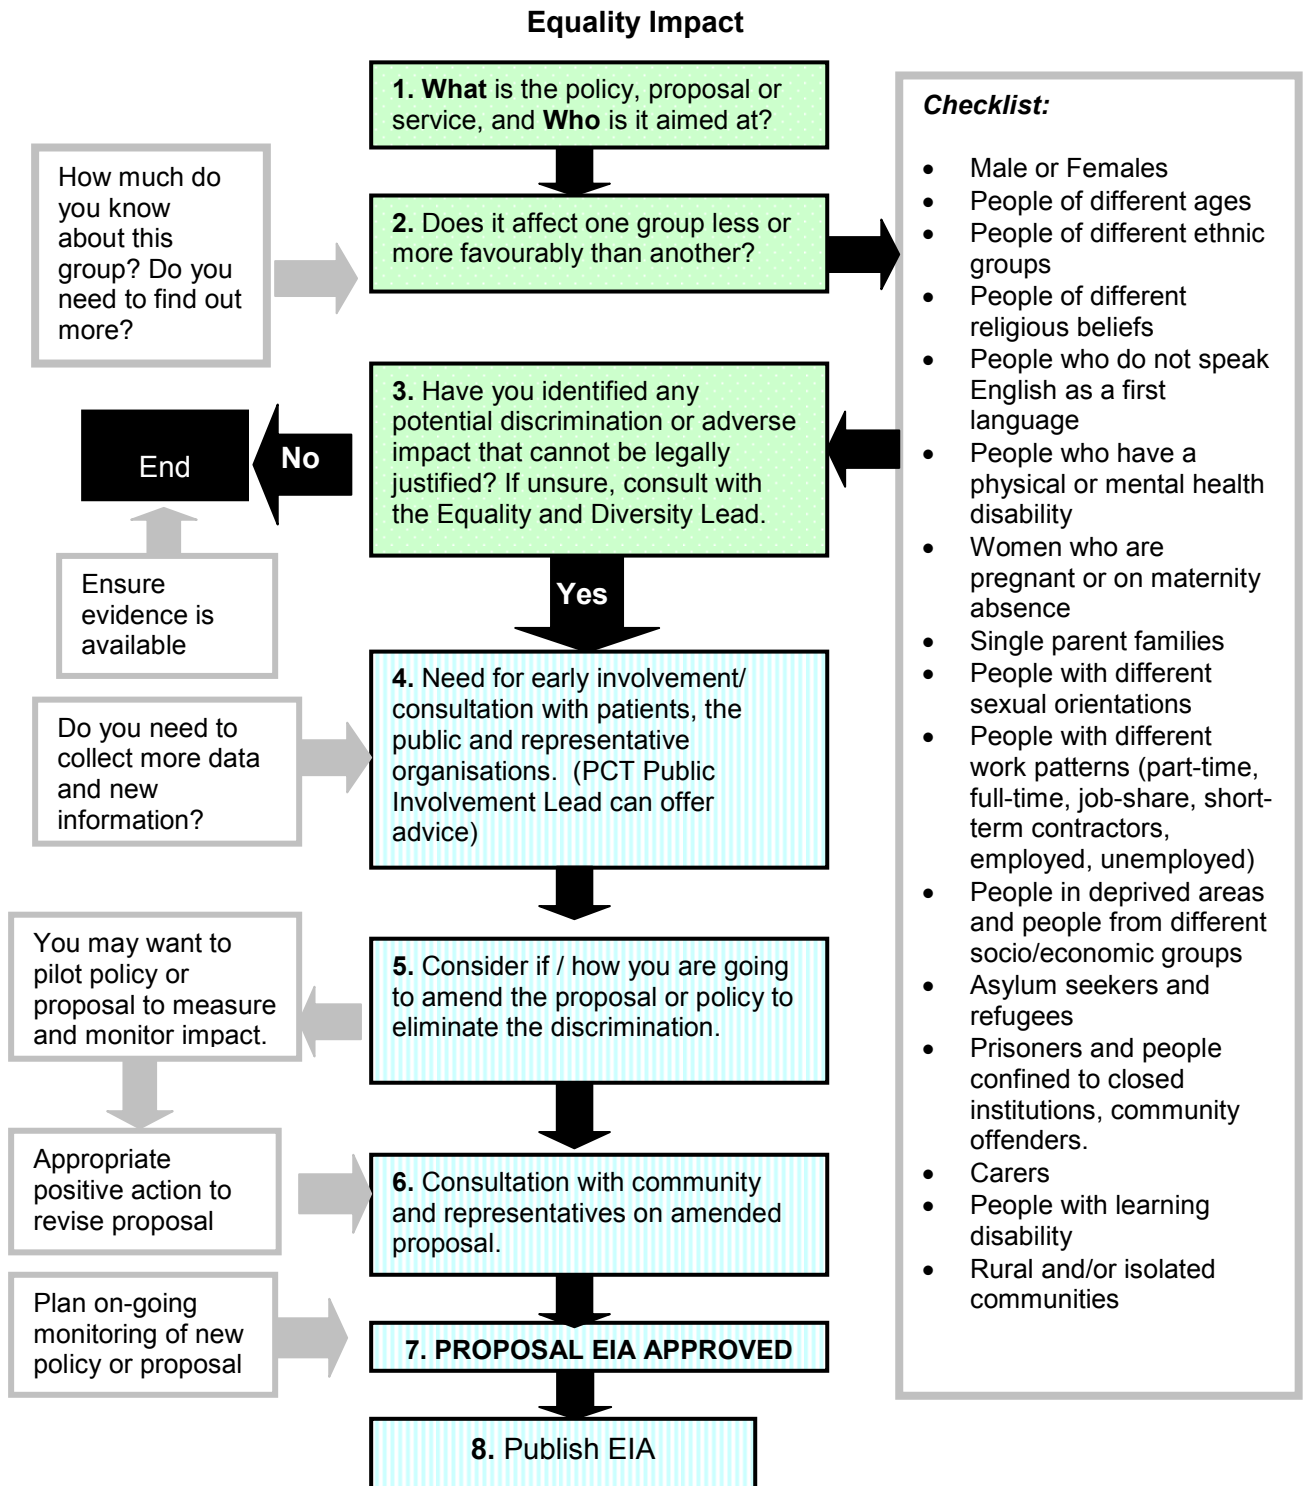 Equality Impact
1. What is the policy, proposal or
service, and Who is it aimed at?
How much do
you know
about this
group? Do you
need to find out
more?
2. Does it affect one group less or
more favourably than another?
Checklist:
• Male or Females
• People of different ages
• People of different ethnic
groups
• People of different
religious beliefs
• People who do not speak
English as a first
language
• People who have a
physical or mental health
disability
• Women who are
pregnant or on maternity
absence
• Single parent families
• People with different
sexual orientations
• People with different
work patterns (part-time,
full-time, job-share, short-
term contractors,
employed, unemployed)
• People in deprived areas
and people from different
socio/economic groups
• Asylum seekers and
refugees
• Prisoners and people
confined to closed
institutions, community
offenders.
• Carers
• People with learning
disability
• Rural and/or isolated
communities
3. Have you identified any
potential discrimination or adverse
impact that cannot be legally
justified? If unsure, consult with
the Equality and Diversity Lead.
No
End
Ensure
evidence is
available
Yes
4. Need for early involvement/
consultation with patients, the
public and representative
organisations. (PCT Public
Involvement Lead can offer
advice)
Do you need to
collect more data
and new
information?
5. Consider if / how you are going
to amend the proposal or policy to
eliminate the discrimination.
You may want to
pilot policy or
proposal to measure
and monitor impact.
Appropriate
positive action to
revise proposal
6. Consultation with community
and representatives on amended
proposal.
Plan on-going
monitoring of new
policy or proposal
7. PROPOSAL EIA APPROVED
8. Publish EIA